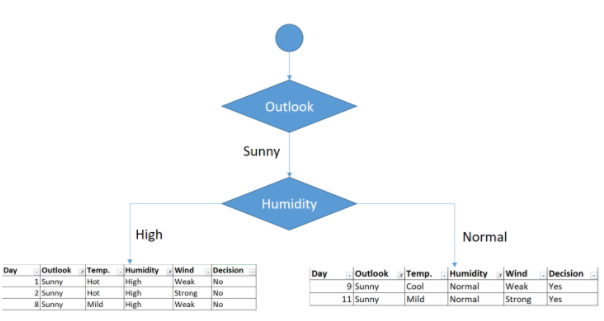 Outlook
Sunny
Humidity
High
Normal
Day Outlook Temp. Humidity Wind Decision
1 Sunny Hot High Weak No
2 Sunny Hot High Strong No
8 Sunny Mild High Weak No
Day Outlook Temp. Humidity Wind Decision
9 Sunny Cool Normal Weak Yes
11 Sunny Mild Normal Strong Yes